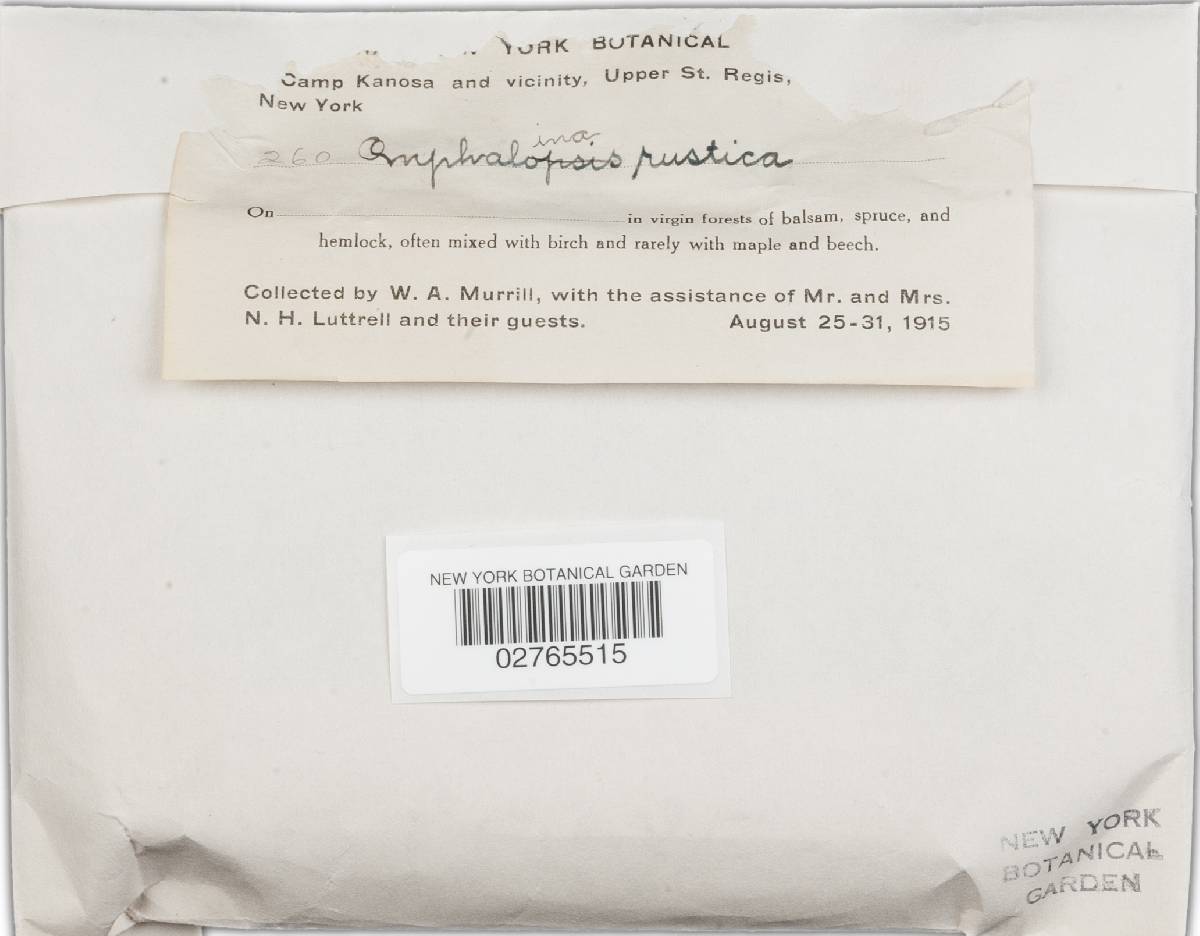 YORK BOTANICAL
Camp Kanosa and vicinity, Upper St. Regis,
New York
ina
260 Omphalopsis rustica
On in virgin forests of balsam, spruce, and
hemlock, often mixed with birch and rarely with maple and beech.
Collected by W. A. Murrill, with the assistance of Mr. and Mrs.
N. H. Luttrell and their guests. August 25-31, 1915
NEW YORK BOTANICAL GARDEN
02765515
NEW YORK
BOTANICAL
GARDEN